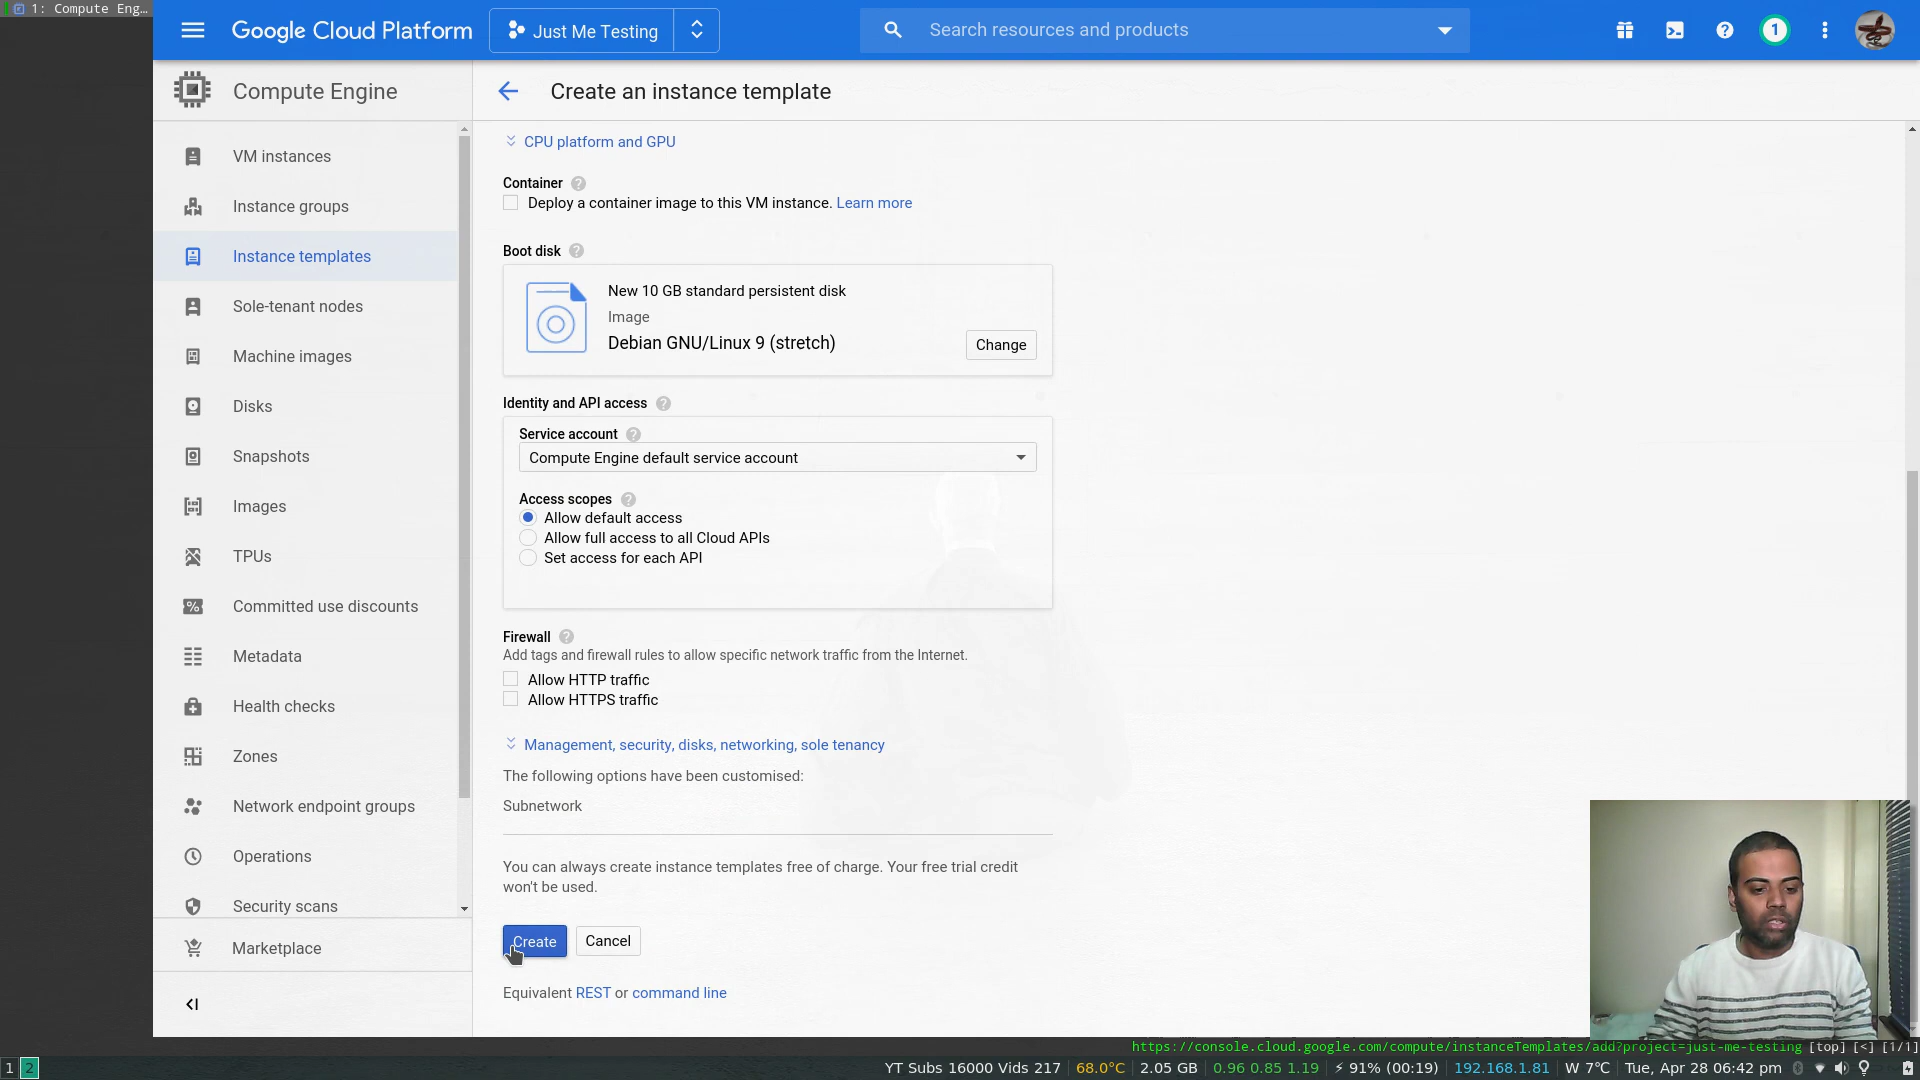 1: Compute Eng…
Google Cloud Platform
Just Me Testing
Search resources and products
1
Compute Engine
Create an instance template
VM instances
Instance groups
Instance templates
Sole-tenant nodes
Machine images
Disks
Snapshots
Images
TPUs
Committed use discounts
Metadata
Health checks
Zones
Network endpoint groups
Operations
Security scans
Marketplace
CPU platform and GPU
Container
Deploy a container image to this VM instance. Learn more
Boot disk
New 10 GB standard persistent disk
Image
Debian GNU/Linux 9 (stretch)
Change
Identity and API access
Service account
Compute Engine default service account
Access scopes
Allow default access
Allow full access to all Cloud APIs
Set access for each API
Firewall
Add tags and firewall rules to allow specific network traffic from the Internet.
Allow HTTP traffic
Allow HTTPS traffic
Management, security, disks, networking, sole tenancy
The following options have been customised:
Subnetwork
You can always create instance templates free of charge. Your free trial credit
won't be used.
Create
Cancel
Equivalent REST or command line
https://console.cloud.google.com/compute/instanceTemplates/add?project=just-me-testing [top] [<] [1/1]
1 2
YT Subs 16000 Vids 217 68.0°C 2.05 GB 0.96 0.85 1.19 ⚡ 91% (00:19) 192.168.1.81 W 7°C Tue, Apr 28 06:42 pm